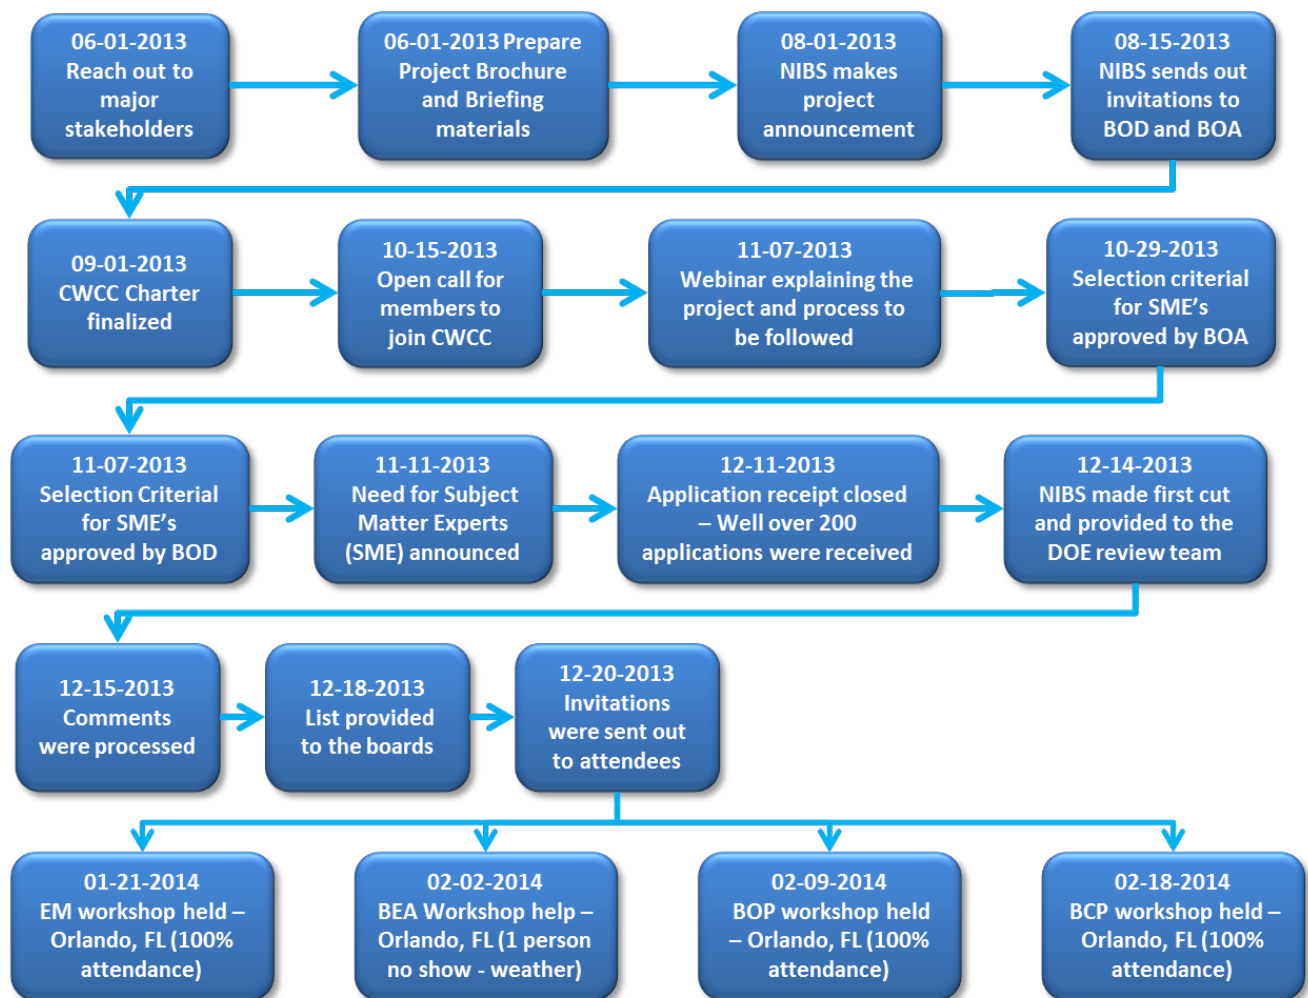 06-01-2013
Reach out to
major
stakeholders
06-01-2013 Prepare
Project Brochure
and Briefing
materials
08-01-2013
NIBS makes
project
announcement
08-15-2013
NIBS sends out
invitations to
BOD and BOA
09-01-2013
CWCC Charter
finalized
10-15-2013
Open call for
members to
join CWCC
11-07-2013
Webinar explaining the
project and process to
be followed
10-29-2013
Selection criterial
for SME's
approved by BOA
11-07-2013
Selection Criterial
for SME's
approved by BOD
11-11-2013
Need for Subject
Matter Experts
(SME) announced
12-11-2013
Application receipt closed
– Well over 200
applications were received
12-14-2013
NIBS made first cut
and provided to the
DOE review team
12-15-2013
Comments
were processed
12-18-2013
List provided
to the boards
12-20-2013
Invitations
were sent out
to attendees
01-21-2014
EM workshop held –
Orlando, FL (100%
attendance)
02-02-2014
BEA Workshop help –
Orlando, FL (1 person
no show - weather)
02-09-2014
BOP workshop held
– Orlando, FL (100%
attendance)
02-18-2014
BCP workshop held –
Orlando, FL (100%
attendance)